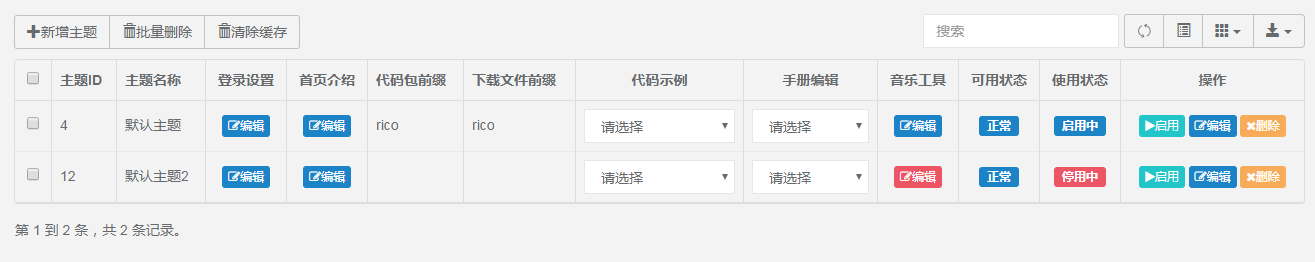 新增主题 批量删除 清除缓存 搜索
主题ID 主题名称 登录设置 首页介绍 代码包前缀 下载文件前缀 代码示例 手册编辑 音乐工具 可用状态 使用状态 操作
4 默认主题 编辑 编辑 rico rico 请选择 请选择 编辑 正常 启用中 启用 编辑 删除
12 默认主题2 编辑 编辑 请选择 请选择 编辑 正常 停用中 启用 编辑 删除
第 1 到 2 条，共 2 条记录。